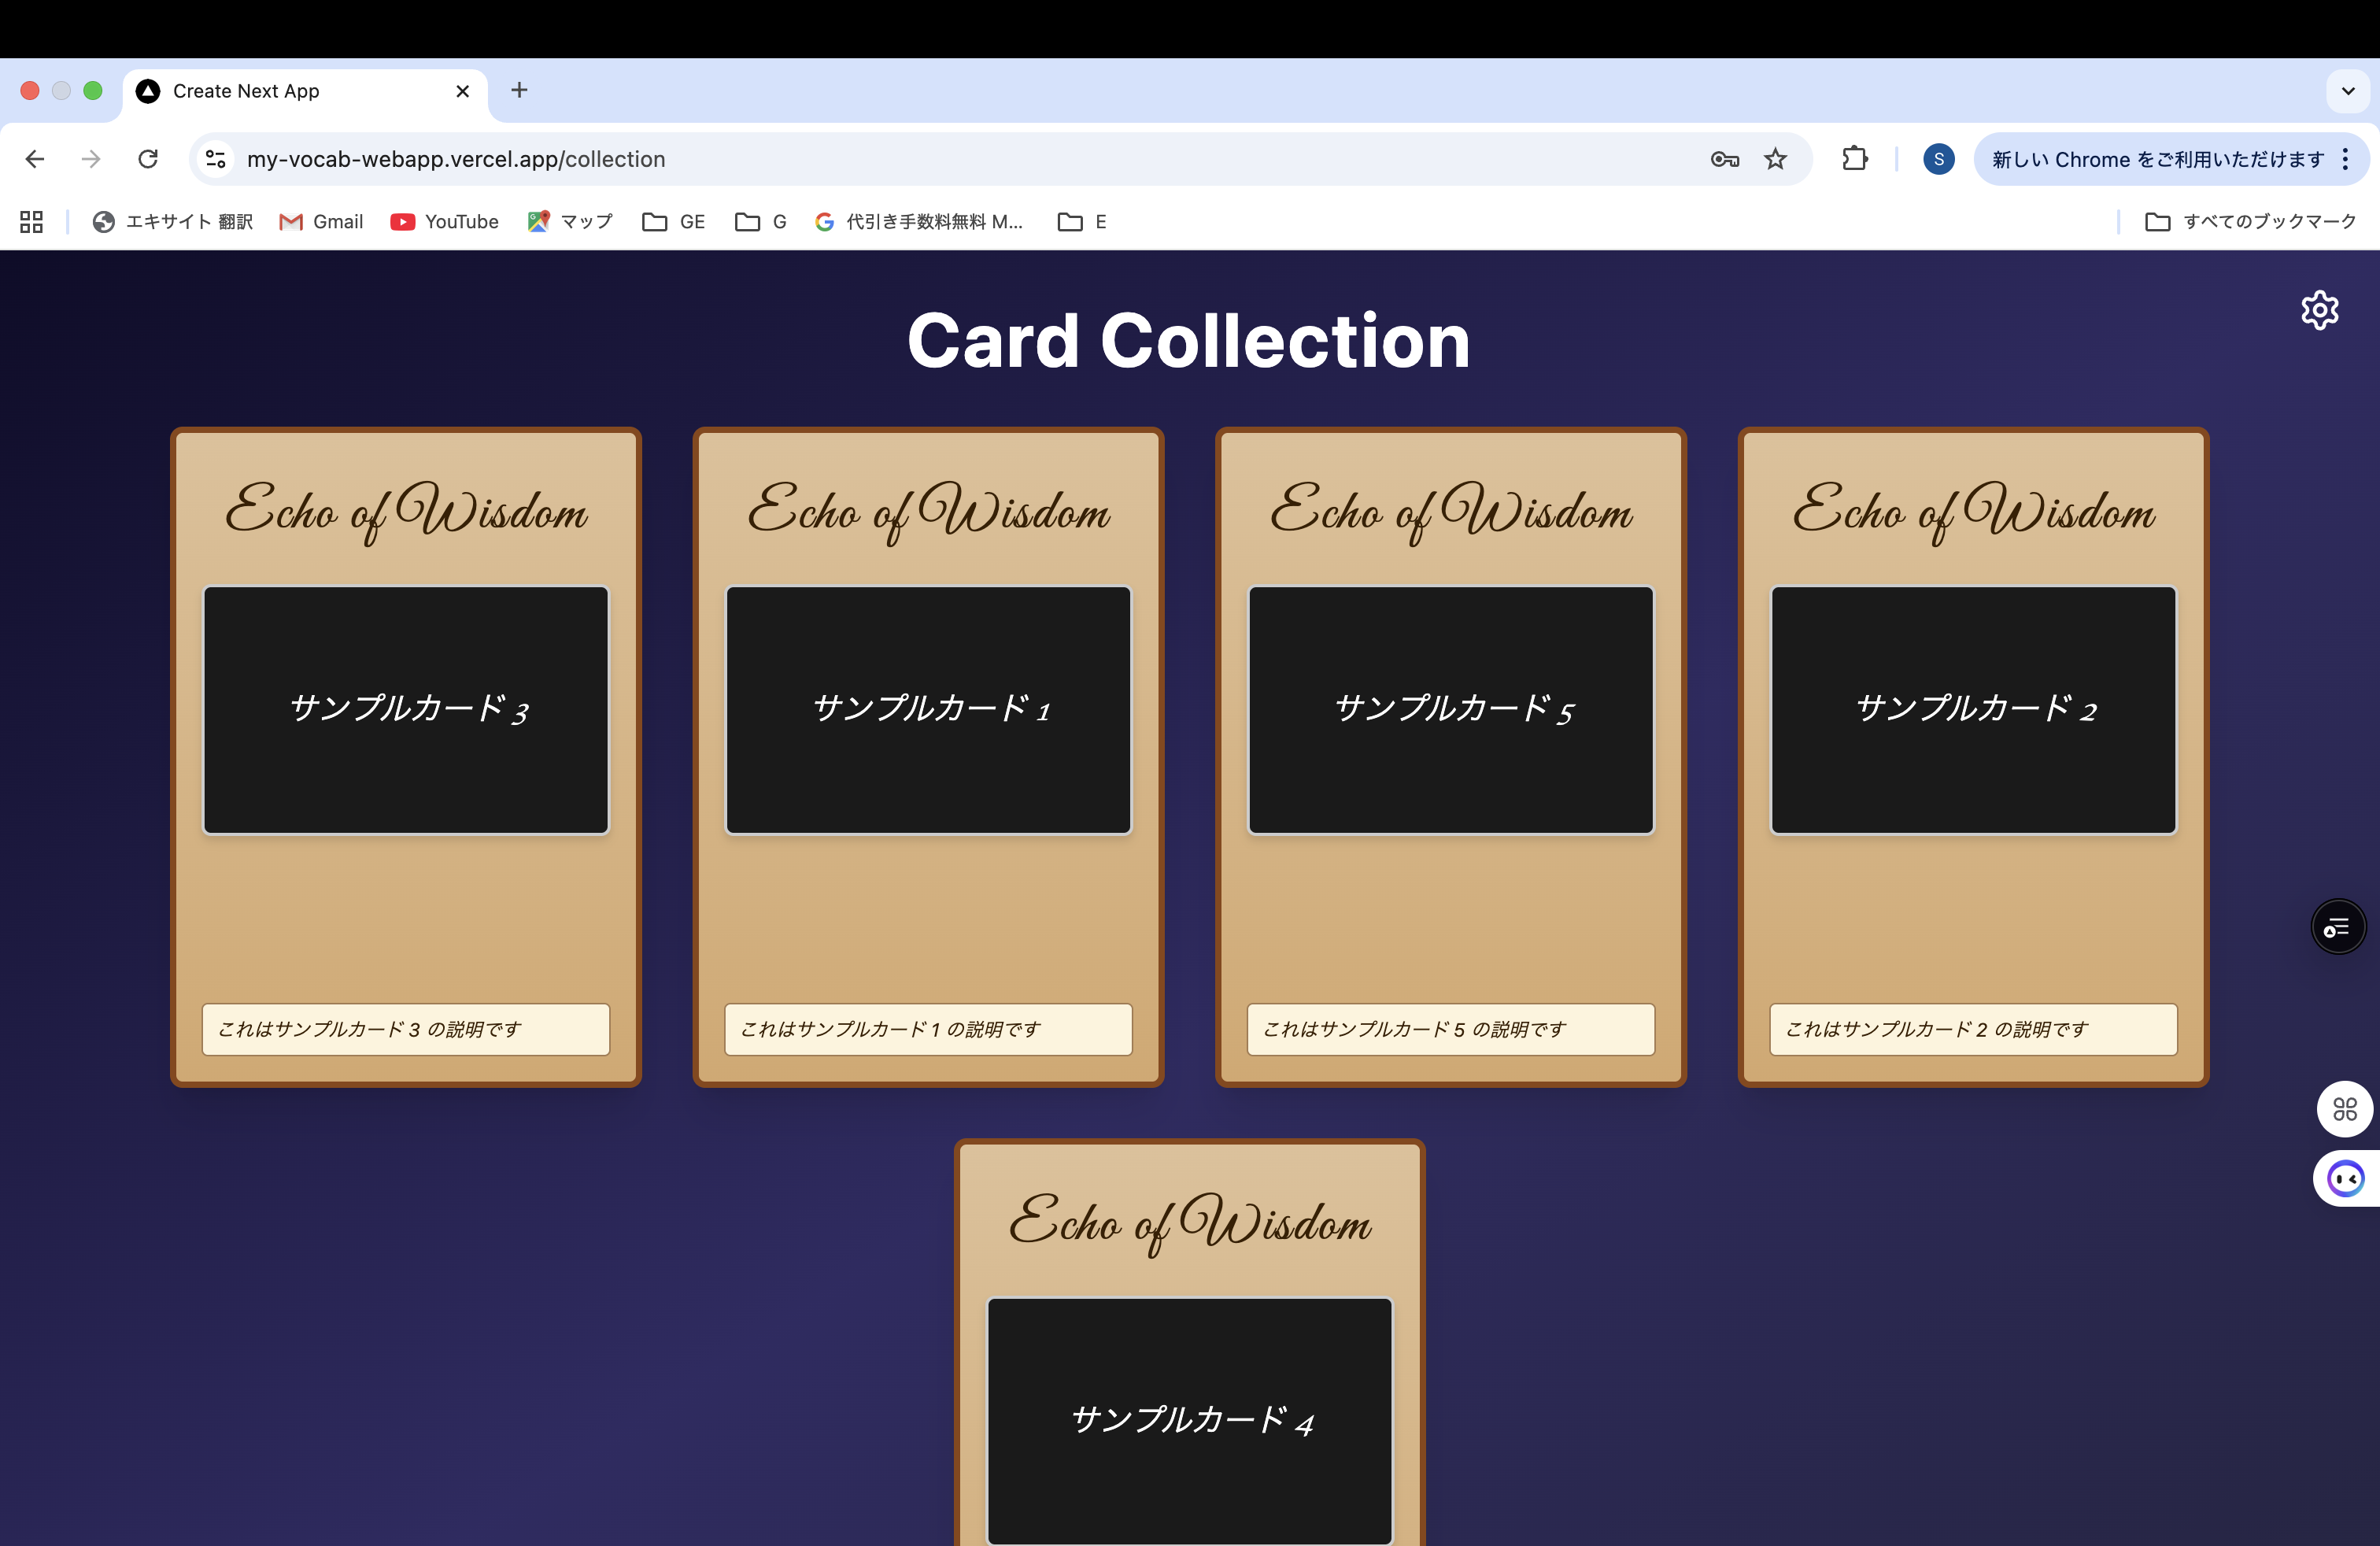 Create Next App
my-vocab-webapp.vercel.app/collection
S
新しい Chrome をご利用いただけます
エキサイト 翻訳
Gmail
YouTube
マップ
GE
G
代引き手数料無料 M...
E
すべてのブックマーク
Card Collection
Echo of Wisdom
サンプルカード 3
これはサンプルカード 3 の説明です
Echo of Wisdom
サンプルカード 1
これはサンプルカード 1 の説明です
Echo of Wisdom
サンプルカード 5
これはサンプルカード 5 の説明です
Echo of Wisdom
サンプルカード 2
これはサンプルカード 2 の説明です
Echo of Wisdom
サンプルカード 4